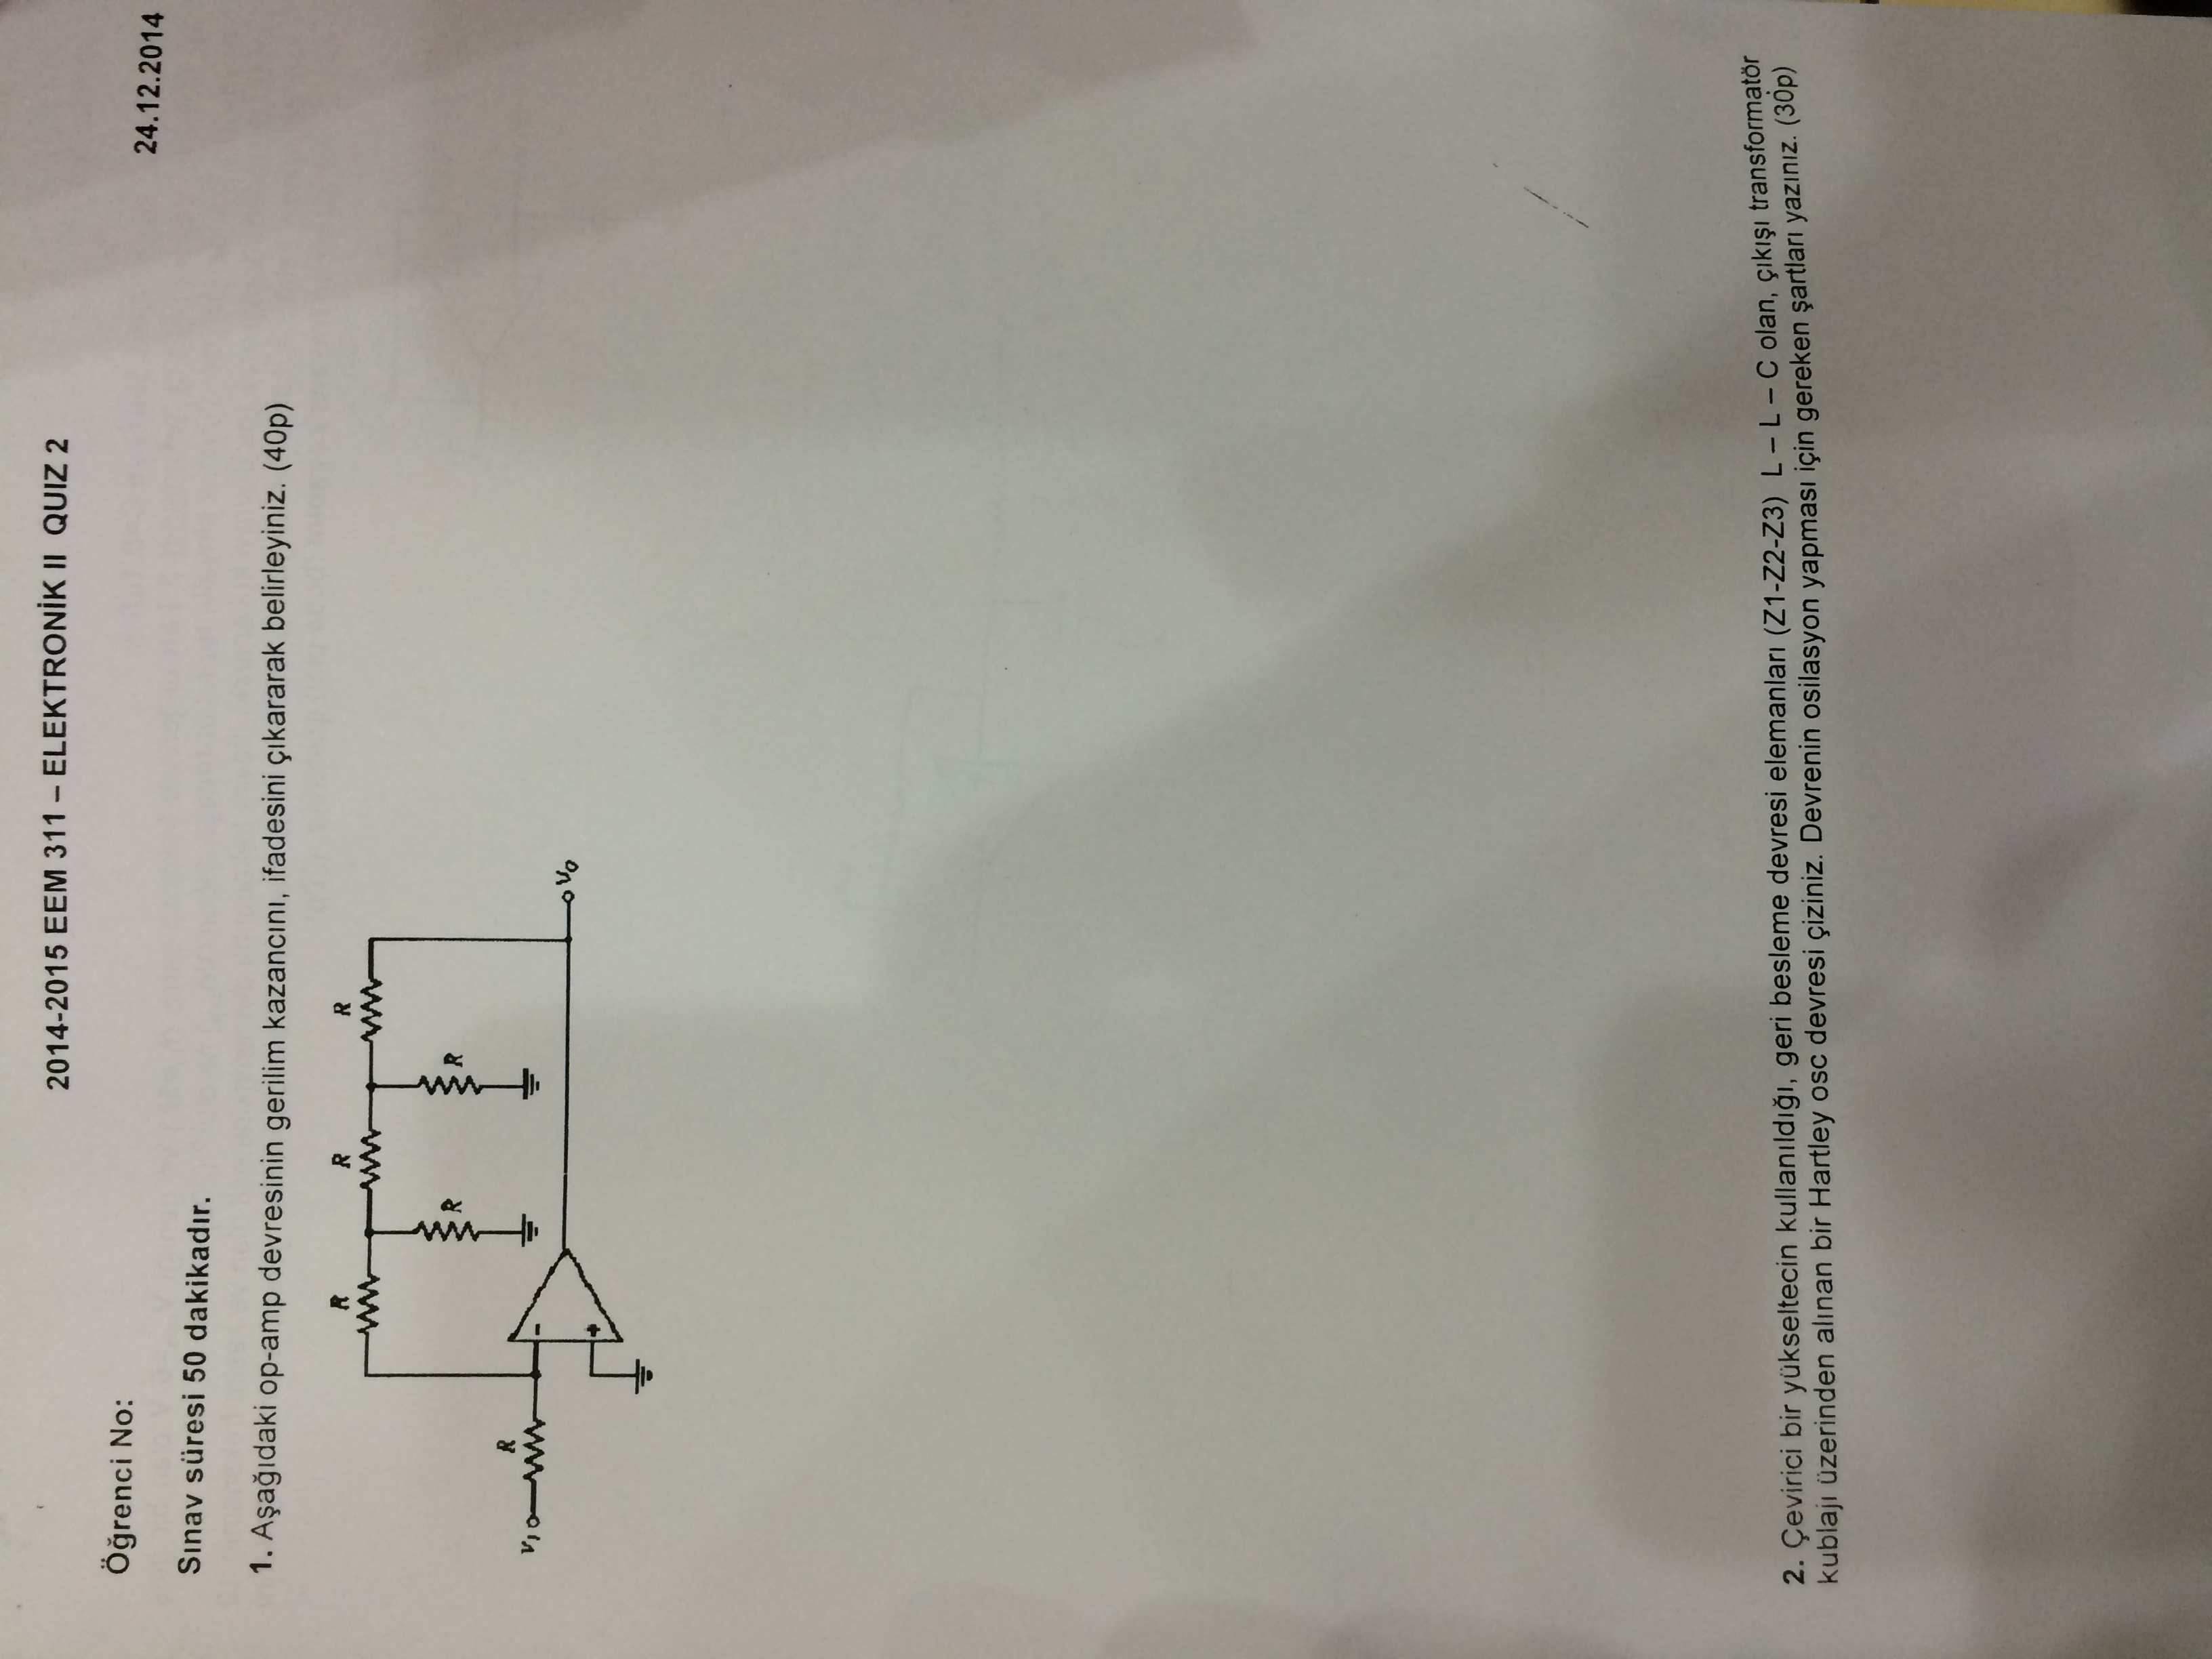 2014-2015 EEM 311 – ELEKTRONİK II QUIZ 2
Öğrenci No:
24.12.2014
Sınav süresi 50 dakikadır.
1. Aşağıdaki op-amp devresinin gerilim kazancını, ifadesini çıkararak belirleyiniz. (40p)
R R R
R R
R
V₁
-
+
V₀
2. Çevirici bir yükseltecin kullanıldığı, geri besleme devresi elemanları (Z1-Z2-Z3) L – L – C olan, çıkışı transformatör
kublajı üzerinden alınan bir Hartley osc devresi çiziniz. Devrenin osilasyon yapması için gereken şartları yazınız. (30p)